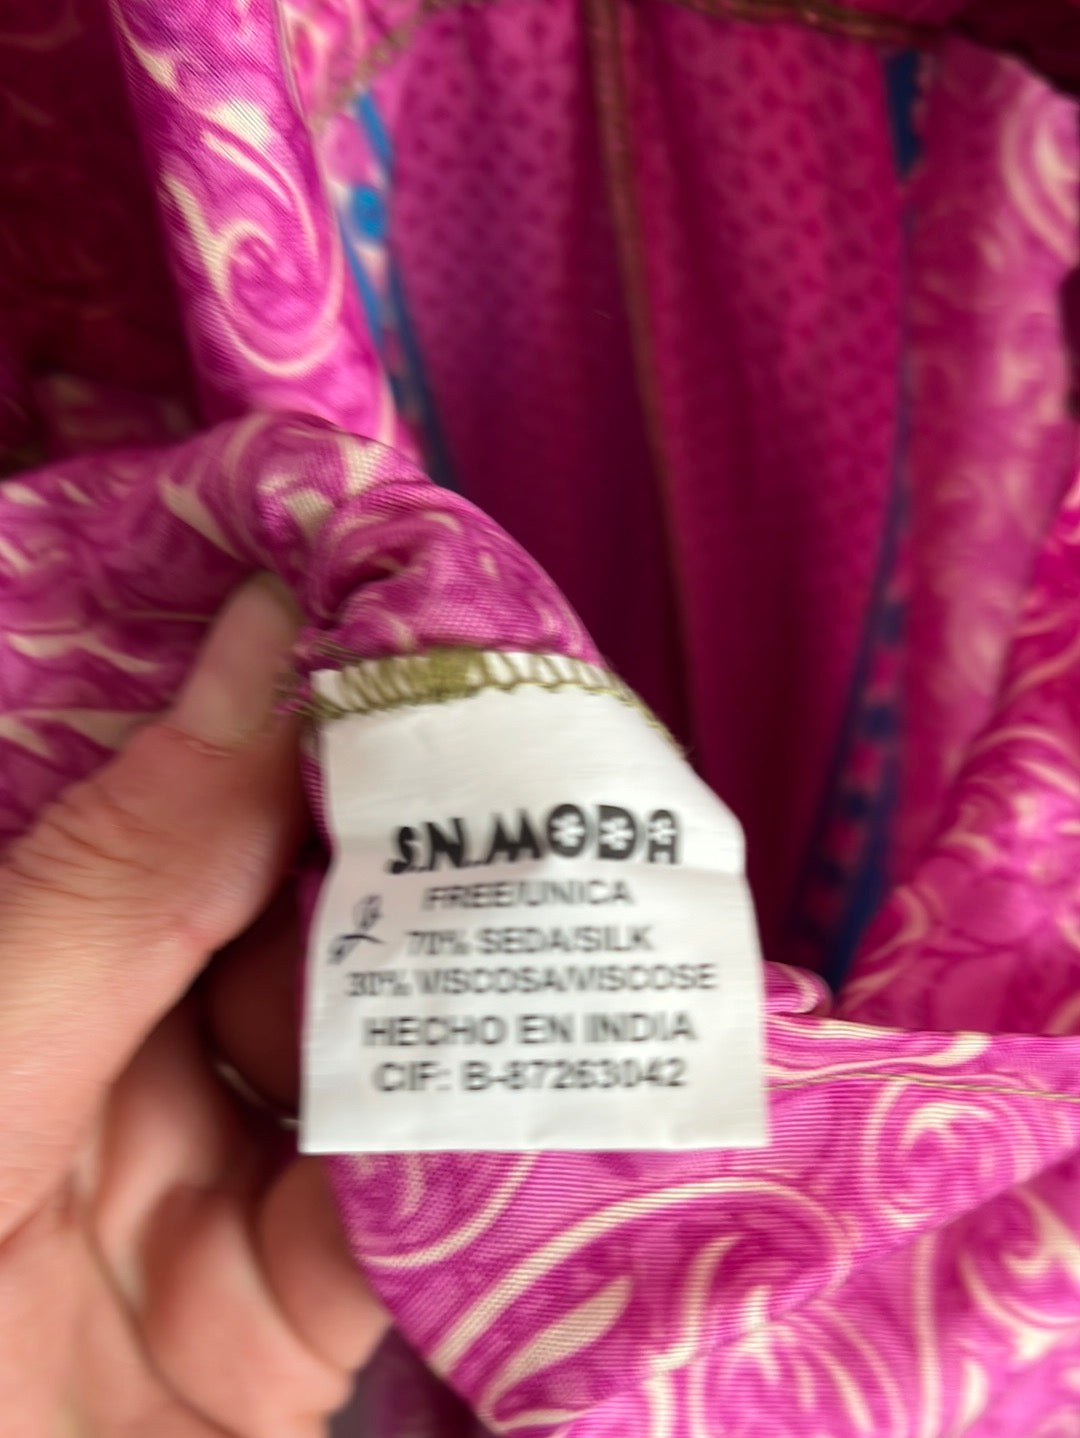 S.N.MODA
FREE/UNICA
70% SEDA/SILK
30% VISCOSA/VISCOSE
HECHO EN INDIA
CIF: B-87263042